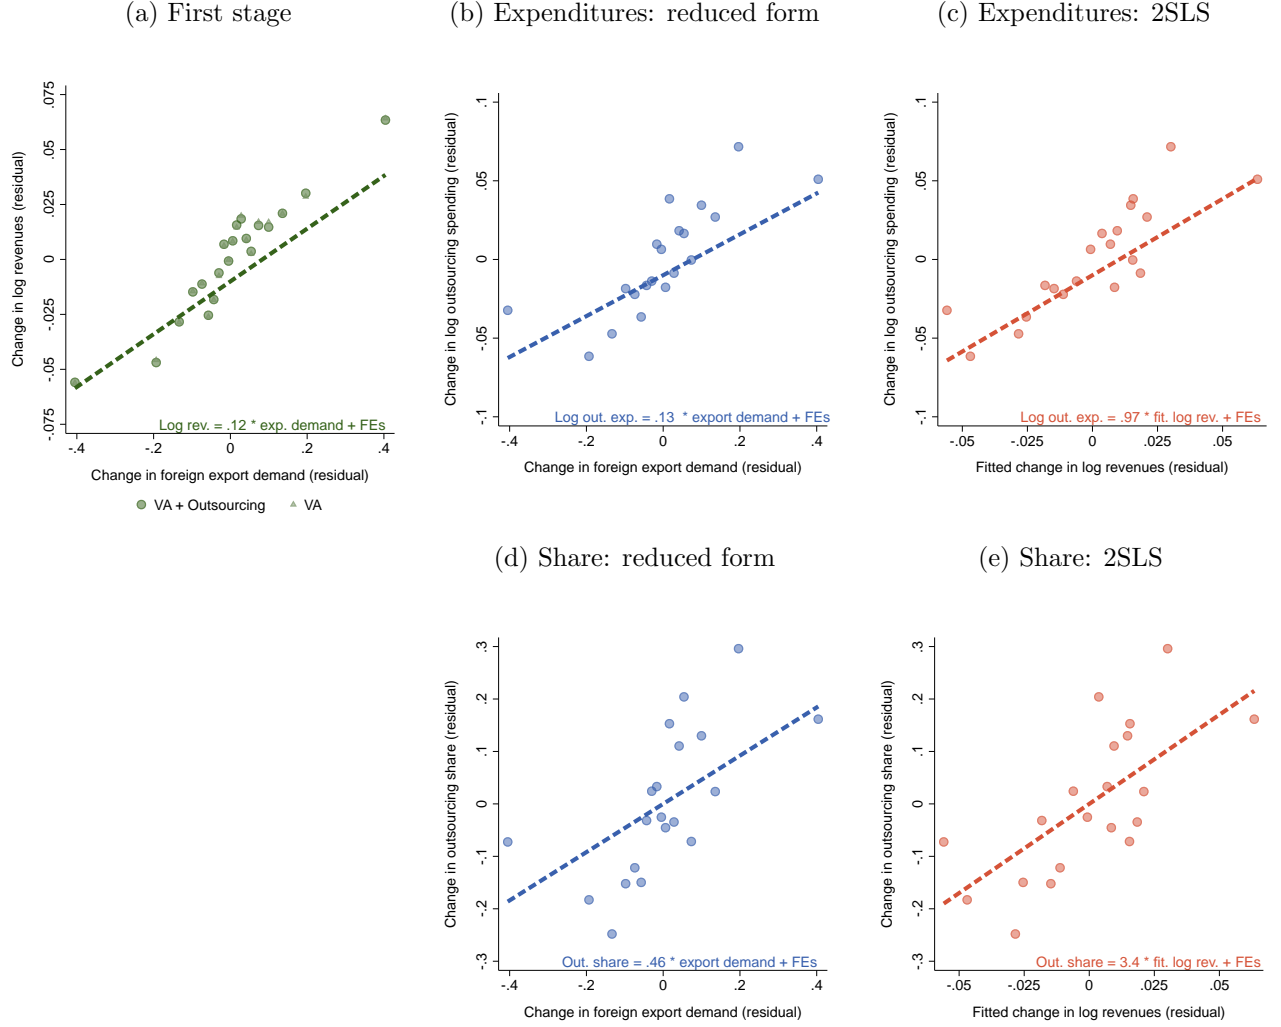 (a) First stage
(b) Expenditures: reduced form
(c) Expenditures: 2SLS
Change in log revenues (residual)
.075
.05
.025
0
-.025
-.05
-.075
Log rev. = .12 * exp. demand + FEs
-.4
-.2
0
.2
.4
Change in foreign export demand (residual)
VA + Outsourcing
VA
Change in log outsourcing spending (residual)
.1
.05
0
-.05
-.1
Log out. exp. = .13 * export demand + FEs
-.4
-.2
0
.2
.4
Change in foreign export demand (residual)
Change in log outsourcing spending (residual)
.1
.05
0
-.05
-.1
Log out. exp. = .97 * fit. log rev. + FEs
-.05
-.025
0
.025
.05
Fitted change in log revenues (residual)
(d) Share: reduced form
(e) Share: 2SLS
Change in outsourcing share (residual)
.3
.2
.1
0
-.1
-.2
-.3
Out. share = .46 * export demand + FEs
-.4
-.2
0
.2
.4
Change in foreign export demand (residual)
Change in outsourcing share (residual)
.3
.2
.1
0
-.1
-.2
-.3
Out. share = 3.4 * fit. log rev. + FEs
-.05
-.025
0
.025
.05
Fitted change in log revenues (residual)